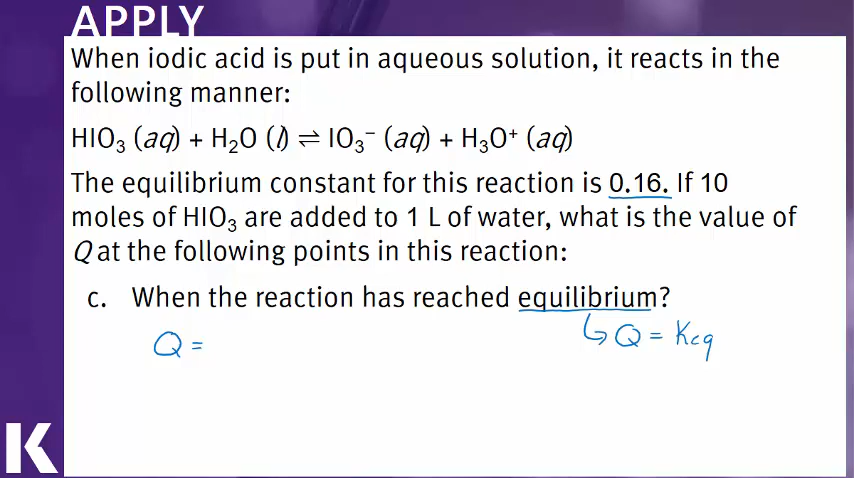 APPLY
When iodic acid is put in aqueous solution, it reacts in the
following manner:
HIO₃ (aq) + H₂O (l) ⇌ IO₃⁻ (aq) + H₃O⁺ (aq)
The equilibrium constant for this reaction is 0.16. If 10
moles of HIO₃ are added to 1 L of water, what is the value of
Q at the following points in this reaction:
c. When the reaction has reached equilibrium?
Q =
↳ Q = Keq
K